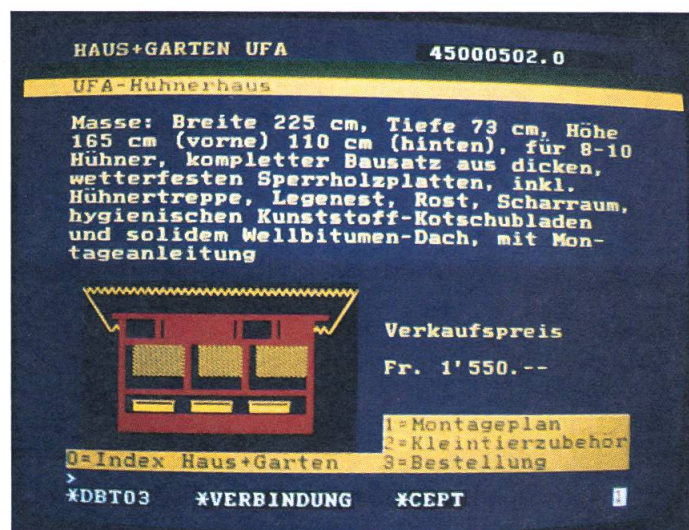 HAUS+GARTEN UFA 45000502.0
UFA-Hühnerhaus
Masse: Breite 225 cm, Tiefe 73 cm, Höhe
165 cm (vorne) 110 cm (hinten), für 8-10
Hühner, kompletter Bausatz aus dicken,
wetterfesten Sperrholzplatten, inkl.
Hühnertreppe, Legenest, Rost, Scharraum,
hygienischen Kunststoff-Kotschubladen
und solidem Wellbitumen-Dach, mit Mon-
tageanleitung
Verkaufspreis
Fr. 1'550.--
1=Montageplan
2=Kleintierzubehör
0=Index Haus+Garten 3=Bestellung
>
*DBT03 *VERBINDUNG *CEPT 1